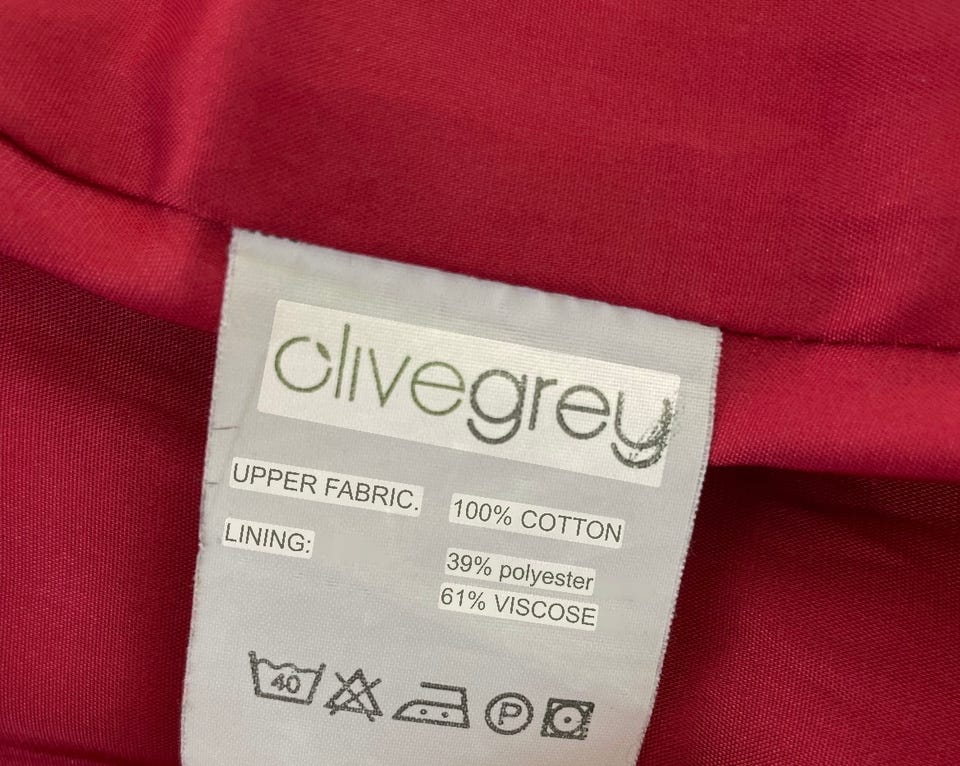 olivegrey
UPPER FABRIC. 100% COTTON
LINING: 39% polyester
61% VISCOSE
40 P